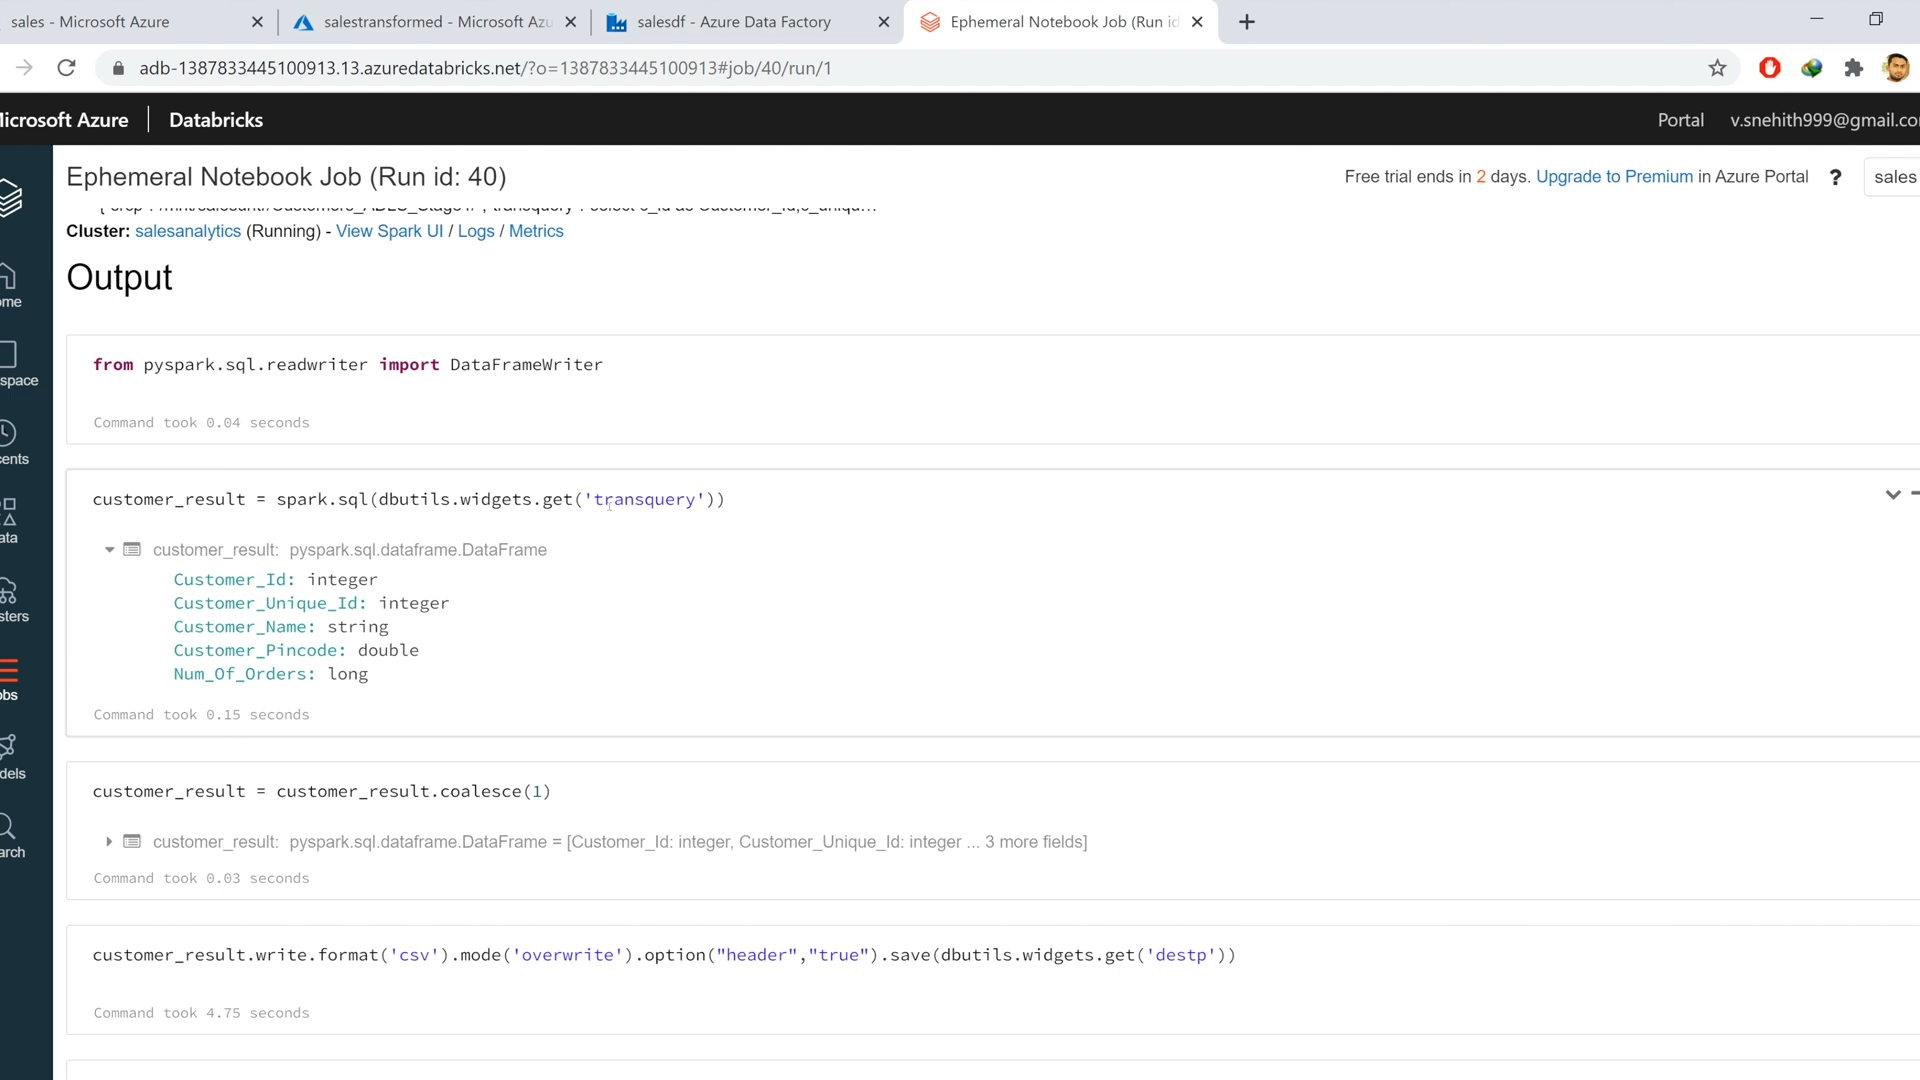 sales - Microsoft Azure
salestransformed - Microsoft Azu
salesdf - Azure Data Factory
Ephemeral Notebook Job (Run id
adb-1387833445100913.13.azuredatabricks.net/?o=1387833445100913#job/40/run/1
Microsoft Azure
Databricks
Portal
v.snehith999@gmail.co
Ephemeral Notebook Job (Run id: 40)
Free trial ends in 2 days. Upgrade to Premium in Azure Portal
?
sales
Cluster: salesanalytics (Running) - View Spark UI / Logs / Metrics
Output
from pyspark.sql.readwriter import DataFrameWriter
Command took 0.04 seconds
customer_result = spark.sql(dbutils.widgets.get('transquery'))
customer_result: pyspark.sql.dataframe.DataFrame
Customer_Id: integer
Customer_Unique_Id: integer
Customer_Name: string
Customer_Pincode: double
Num_Of_Orders: long
Command took 0.15 seconds
customer_result = customer_result.coalesce(1)
customer_result: pyspark.sql.dataframe.DataFrame = [Customer_Id: integer, Customer_Unique_Id: integer ... 3 more fields]
Command took 0.03 seconds
customer_result.write.format('csv').mode('overwrite').option("header","true").save(dbutils.widgets.get('destp'))
Command took 4.75 seconds
ome
space
cents
ata
sters
obs
dels
arch